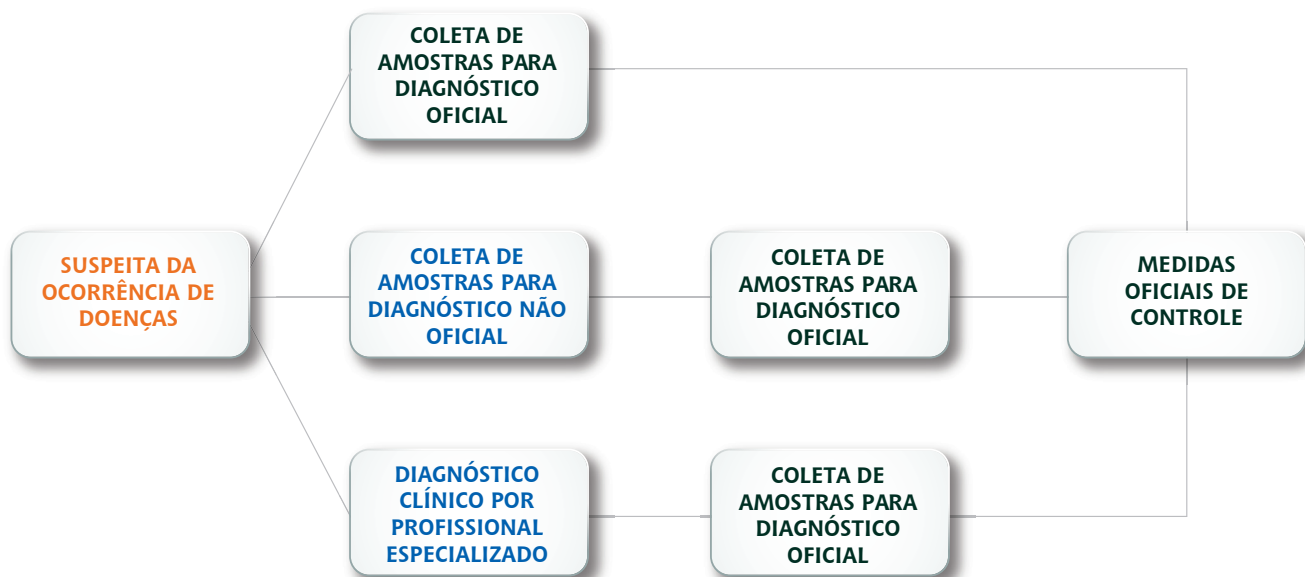 COLETA DE
AMOSTRAS PARA
DIAGNÓSTICO
OFICIAL
SUSPEITA DA
OCORRÊNCIA DE
DOENÇAS
COLETA DE
AMOSTRAS PARA
DIAGNÓSTICO NÃO
OFICIAL
COLETA DE
AMOSTRAS PARA
DIAGNÓSTICO
OFICIAL
MEDIDAS
OFICIAIS DE
CONTROLE
DIAGNÓSTICO
CLÍNICO POR
PROFISSIONAL
ESPECIALIZADO
COLETA DE
AMOSTRAS PARA
DIAGNÓSTICO
OFICIAL